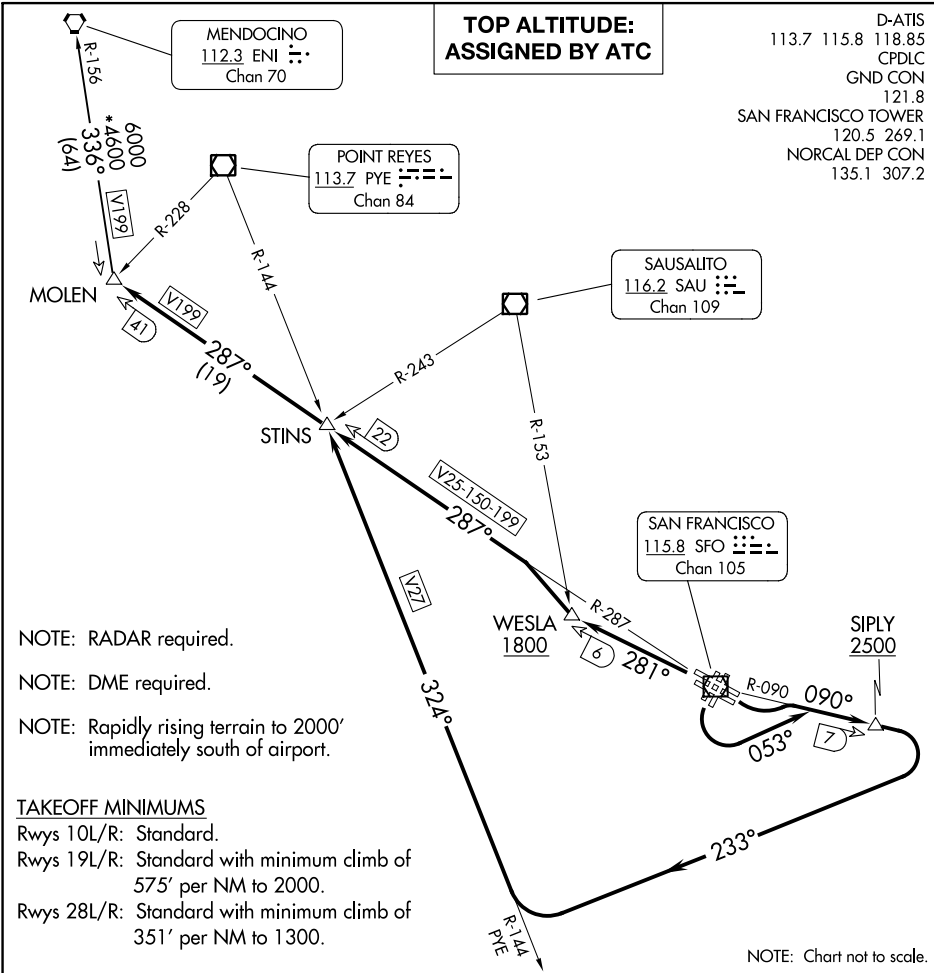 TOP ALTITUDE:
ASSIGNED BY ATC
D-ATIS
113.7 115.8 118.85
CPDLC
GND CON
121.8
SAN FRANCISCO TOWER
120.5 269.1
NORCAL DEP CON
135.1 307.2
MENDOCINO
112.3 ENI
Chan 70
R-156
6000
*4600
336°
(64)
V199
POINT REYES
113.7 PYE
Chan 84
R-228
R-144
MOLEN
41
V199
287°
(19)
SAUSALITO
116.2 SAU
Chan 109
R-243
R-153
STINS
22
V25-150-199
287°
SAN FRANCISCO
115.8 SFO
Chan 105
V27
R-287
WESLA
1800
6
281°
SIPLY
2500
R-090
090°
7
053°
324°
233°
R-144
PYE
NOTE: RADAR required.
NOTE: DME required.
NOTE: Rapidly rising terrain to 2000'
immediately south of airport.
TAKEOFF MINIMUMS
Rwys 10L/R: Standard.
Rwys 19L/R: Standard with minimum climb of
575' per NM to 2000.
Rwys 28L/R: Standard with minimum climb of
351' per NM to 1300.
NOTE: Chart not to scale.